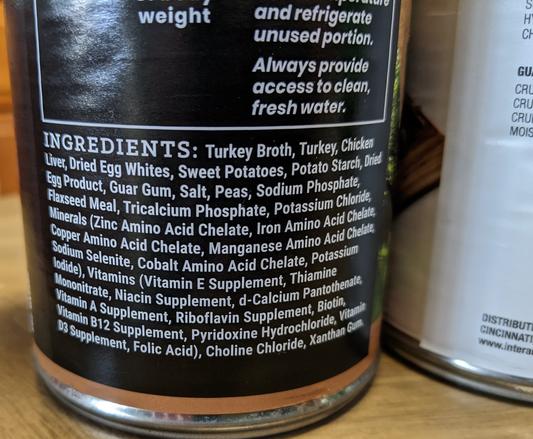 weight
and refrigerate
unused portion.
Always provide
access to clean,
fresh water.
INGREDIENTS: Turkey Broth, Turkey, Chicken
Liver, Dried Egg Whites, Sweet Potatoes, Potato Starch, Dried
Egg Product, Guar Gum, Salt, Peas, Sodium Phosphate,
Flaxseed Meal, Tricalcium Phosphate, Potassium Chloride,
Minerals (Zinc Amino Acid Chelate, Iron Amino Acid Chelate,
Copper Amino Acid Chelate, Manganese Amino Acid Chelate,
Sodium Selenite, Cobalt Amino Acid Chelate, Potassium
Iodide), Vitamins (Vitamin E Supplement, Thiamine
Mononitrate, Niacin Supplement, d-Calcium Pantothenate,
Vitamin A Supplement, Riboflavin Supplement, Biotin,
Vitamin B12 Supplement, Pyridoxine Hydrochloride, Vitamin
D3 Supplement, Folic Acid), Choline Chloride, Xanthan Gum.
GUA
CRU
CRU
CRU
MOIS
DISTRIBUT
CINCINNATI
www.intera